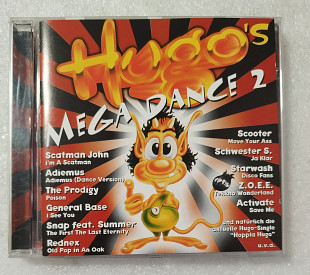 Hugo's
MEGA DANCE 2
Scatman John
I'm A Scatman
Adiemus
Adiemus (Dance Version)
The Prodigy
Poison
General Base
I See You
Snap feat. Summer
The First The Last Eternity
Rednex
Old Pop in An Oak
Scooter
Move Your Ass
Schwester S.
Ja Klar
Starwash
Disco Fans
Z.O.E.E.
Techno Wonderland
Activate
Save Me
Und natürlich die
aktuelle Hugo-Single
"Hoppla Hugo"
u.v.a.